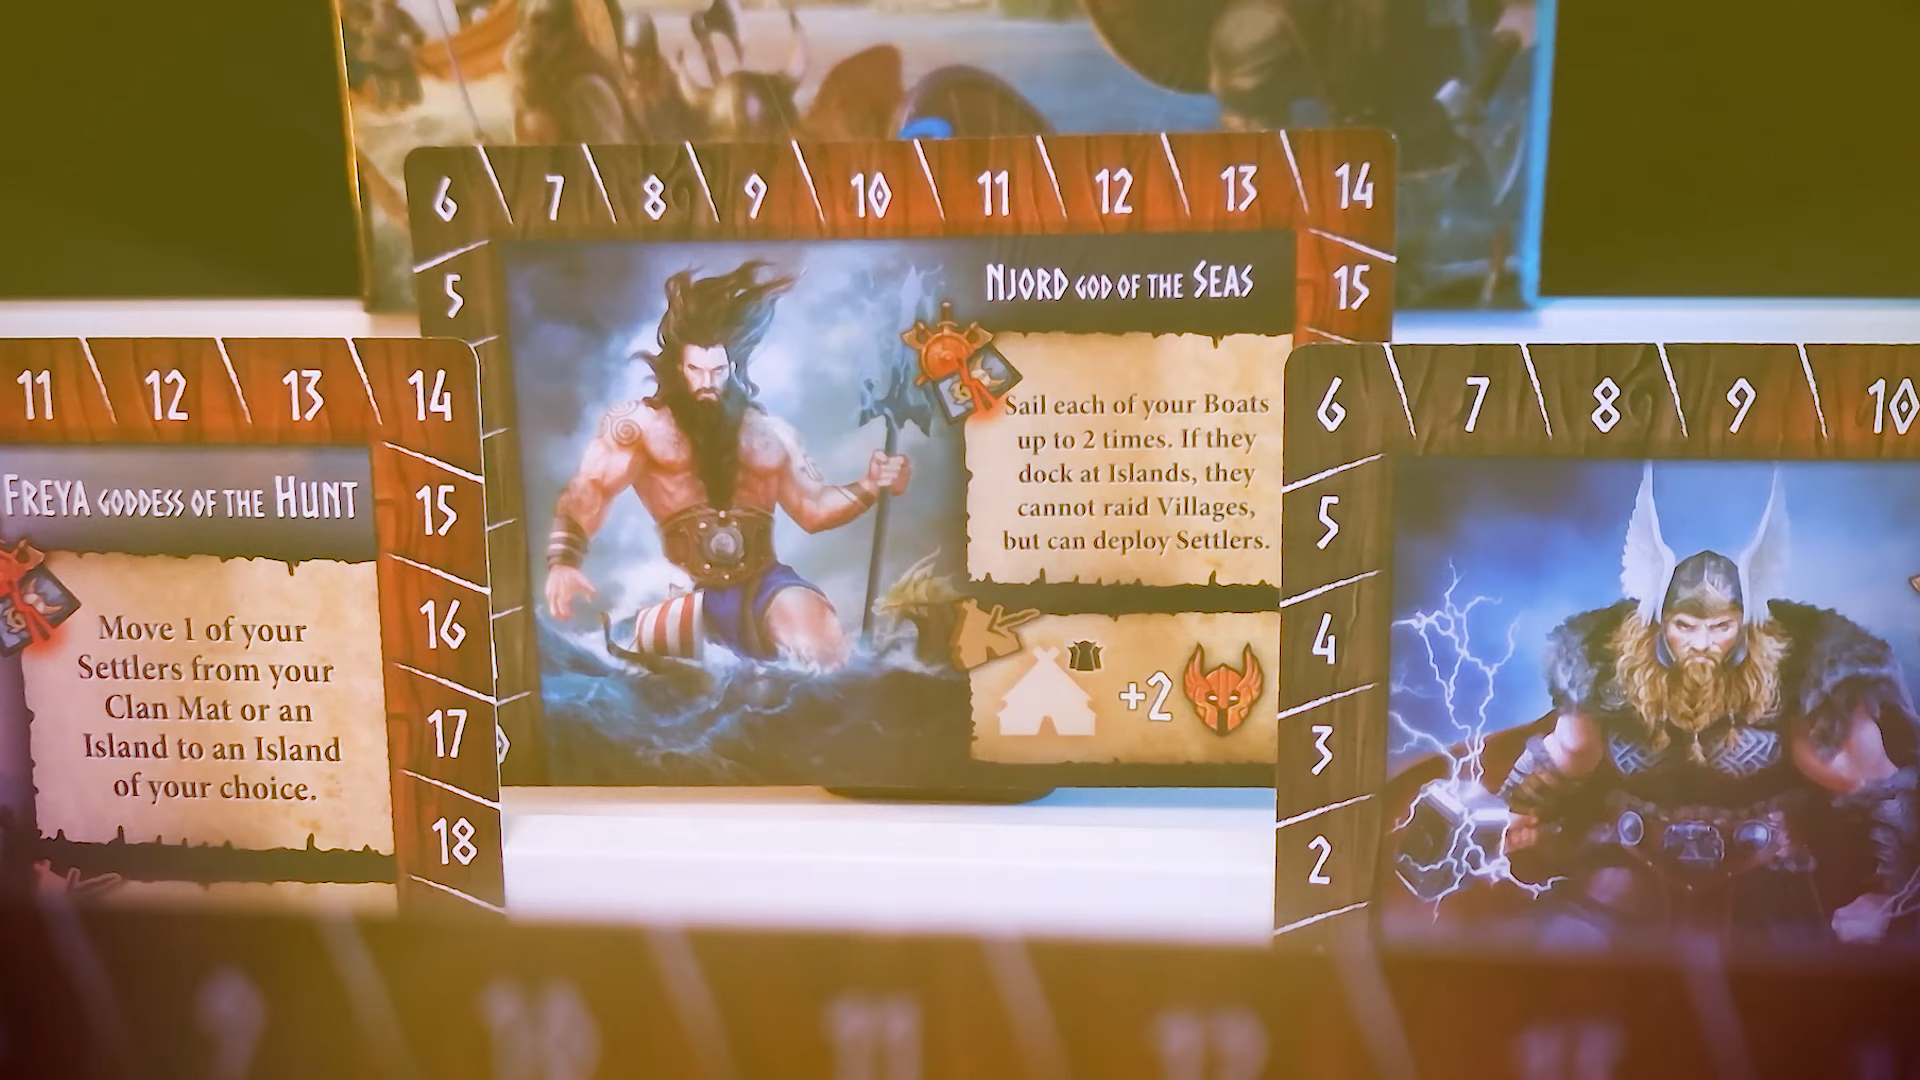 6 7 8 9 10 11 12 13 14
5
15
NJORD GOD OF THE SEAS
Sail each of your Boats
up to 2 times. If they
dock at Islands, they
cannot raid Villages,
but can deploy Settlers.
+2
11 12 13 14
15
16
17
18
FREYA GODDESS OF THE HUNT
Move 1 of your
Settlers from your
Clan Mat or an
Island to an Island
of your choice.
6 7 8 9 10
5
4
3
2